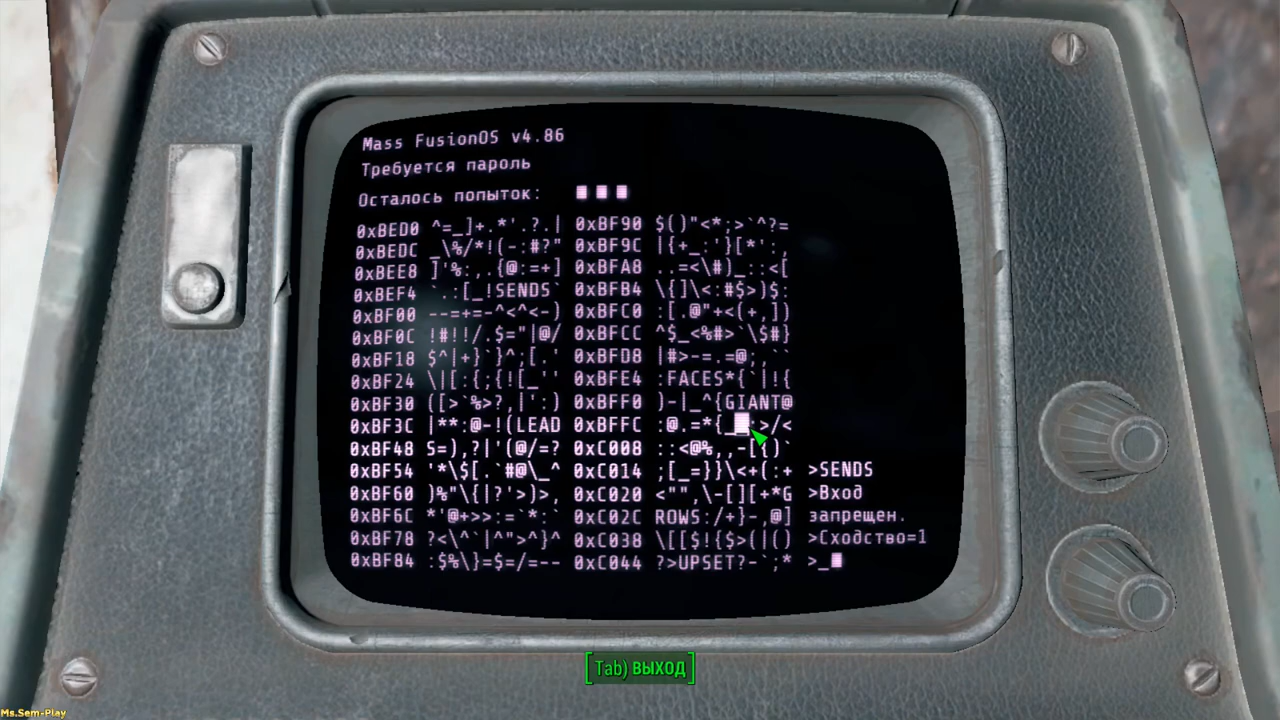 Mass FusionOS v4.86
Требуется пароль
Осталось попыток:
0xBED0 ^=_]+.*'.?.| 0xBF90 $()"<*;>`^?=
0xBEDC _\%/*!(-:#?" 0xBF9C |{+_:'}[*':,
0xBEE8 ]'%:,.{@:=+] 0xBFA8 ..=<\#)_::<[
0xBEF4 `.:[_!SENDS` 0xBFB4 \{]\<:#$>)$:
0xBF00 --=+=-^<^<-) 0xBFC0 :[.@"+<(+,])
0xBF0C !#!!/.$="|@/ 0xBFCC ^$_<%#>`\$#}
0xBF18 $^|+}`}^;[.' 0xBFD8 |#>-=.=@;,``
0xBF24 \|[:{;{![_'' 0xBFE4 :FACES*{`|!{
0xBF30 ([>`%>?,|':) 0xBFF0 )-|_^{GIANT@
0xBF3C |**:@-!(LEAD 0xBFFC :@.=*{_:>/<
0xBF48 S=),?|'(@/=? 0xC008 ::<@%,,-[{)`
0xBF54 '*\$[.`#@\_^ 0xC014 ;[_=}}\<+(:+ >SENDS
0xBF60 )%"\{|?'>)>, 0xC020 <"",\-[][+*G >Вход
0xBF6C *'@+>>:=`*:` 0xC02C ROWS:/+}-,@] запрещен.
0xBF78 ?<\^`|^">^}^ 0xC038 \[[$!{$>(|() >Сходство=1
0xBF84 :$%\}=$=/=-- 0xC044 ?>UPSET?-`;* >_
[Tab) ВЫХОД]
Ms.Sem-Play